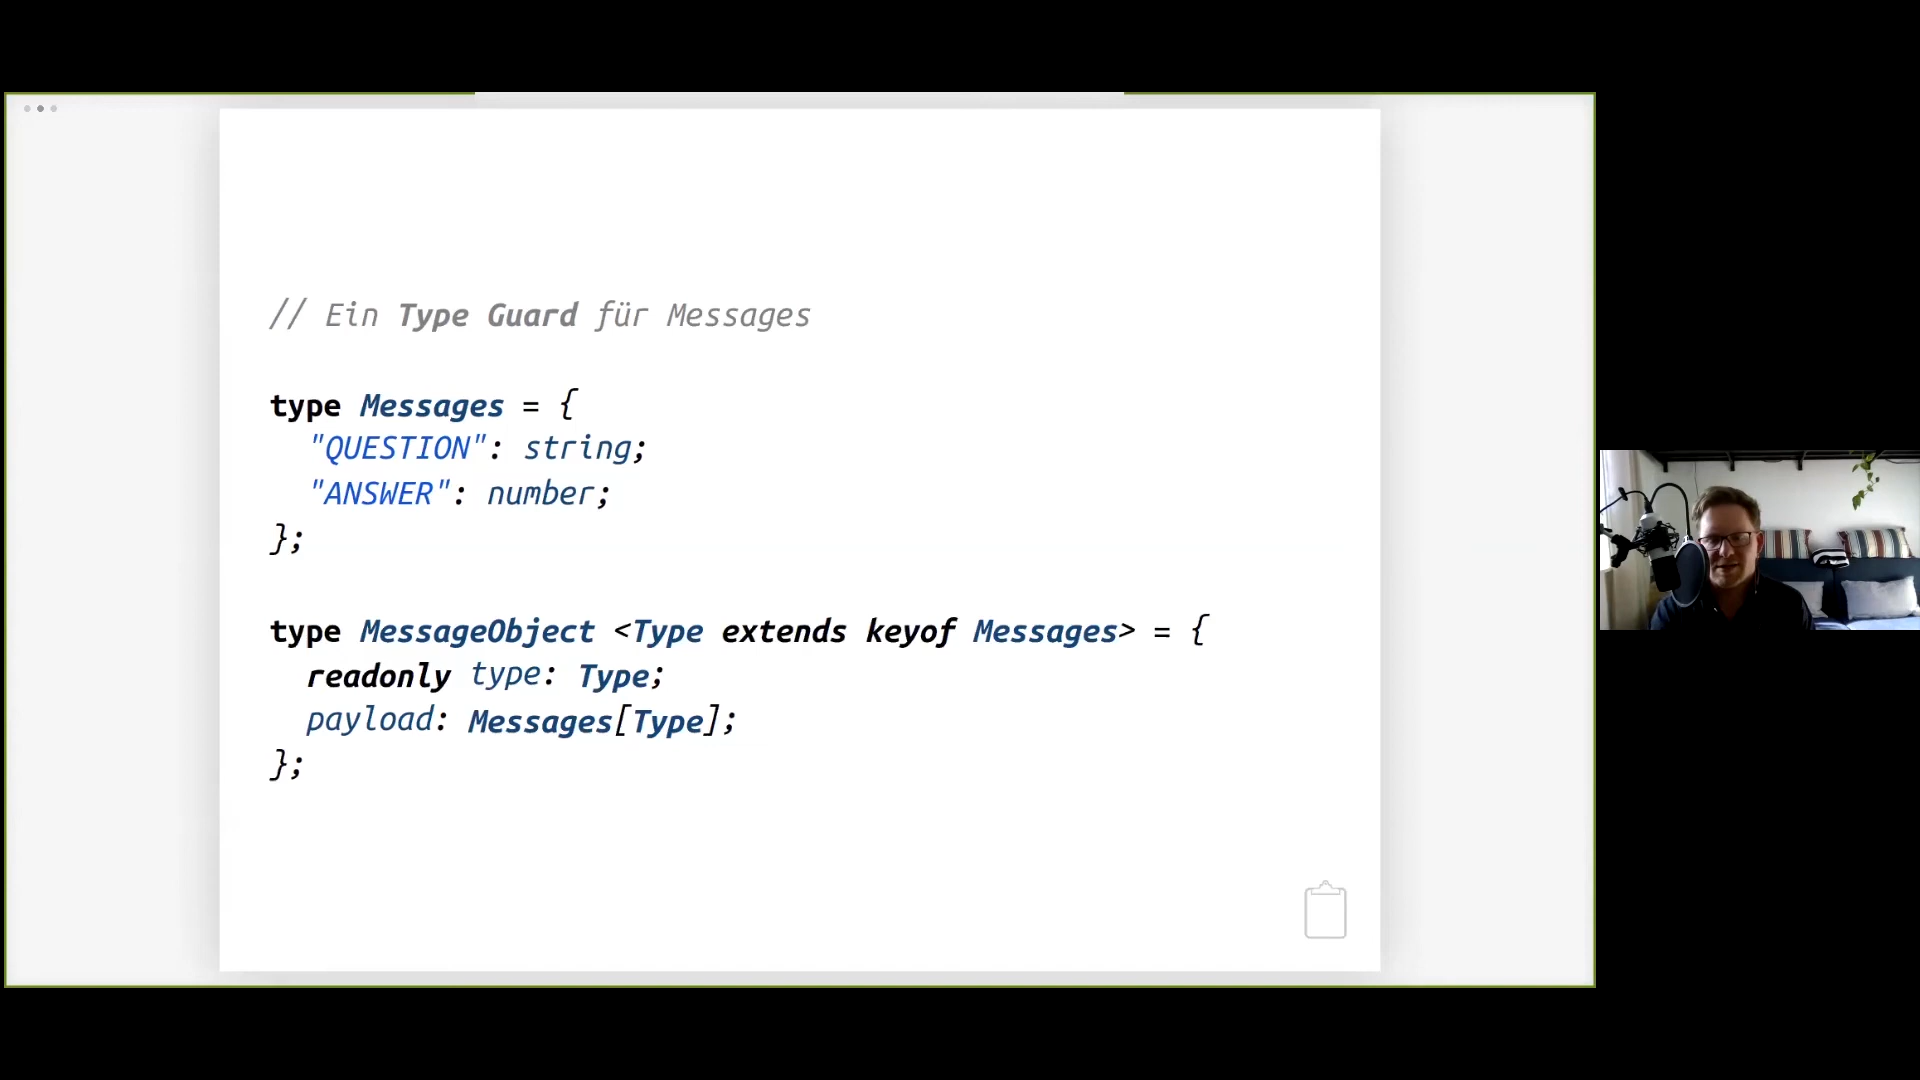 // Ein Type Guard für Messages
type Messages = {
"QUESTION": string;
"ANSWER": number;
};
type MessageObject <Type extends keyof Messages> = {
readonly type: Type;
payload: Messages[Type];
};